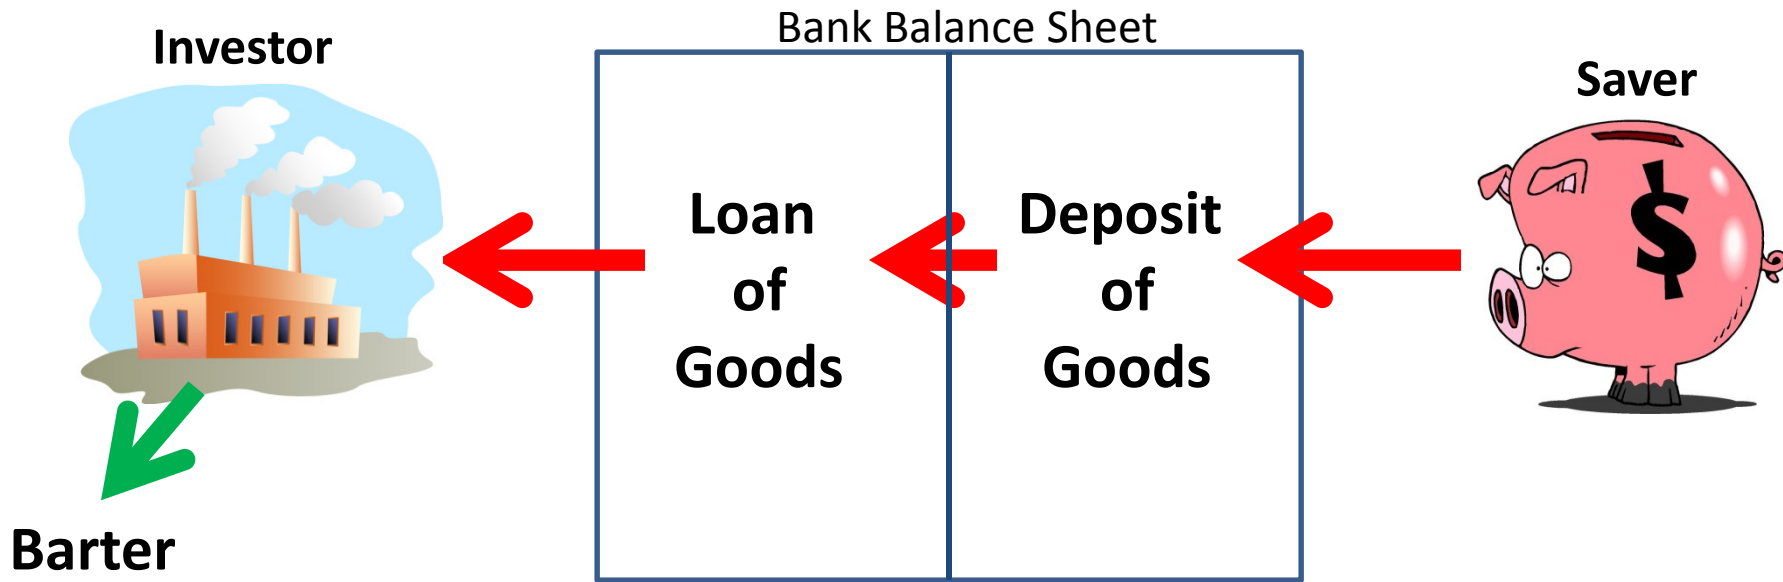 Bank Balance Sheet
Investor
Saver
Loan
of
Goods
Deposit
of
Goods
$
Barter